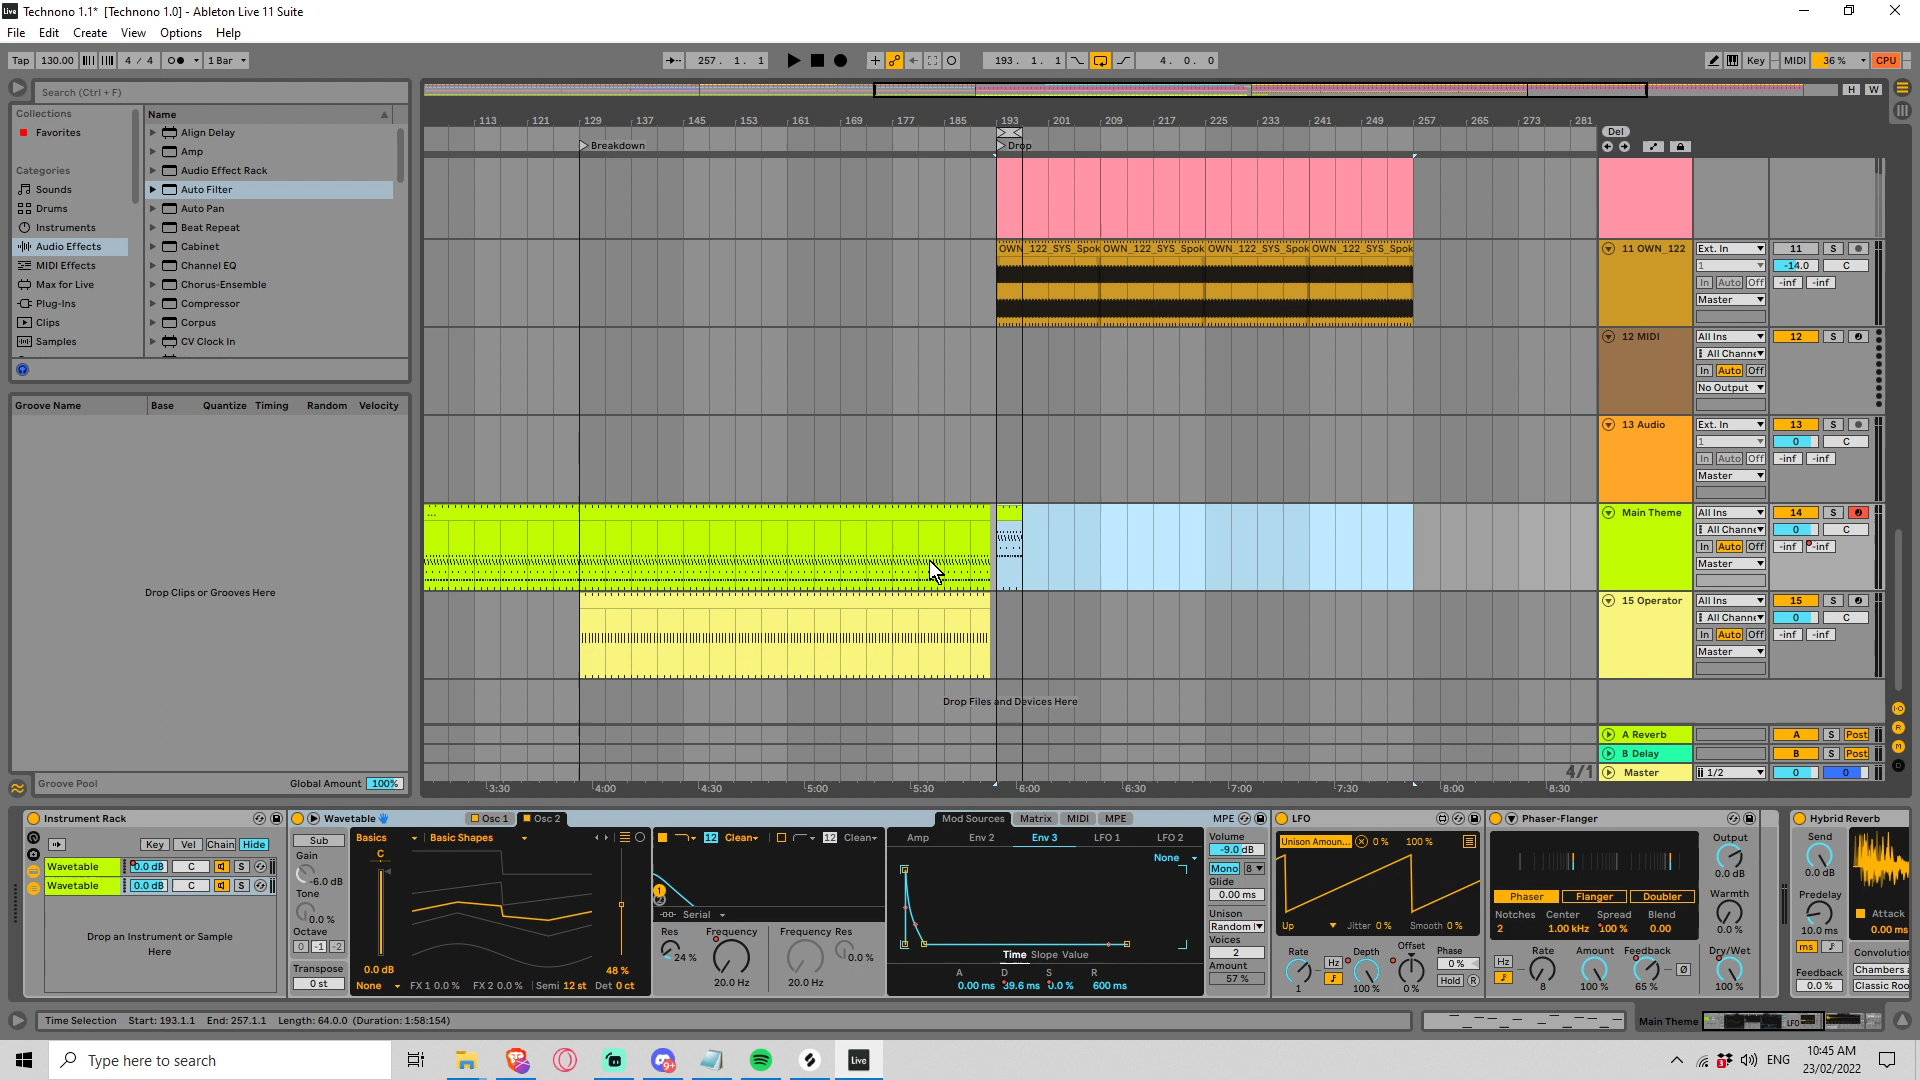 Technono 1.1* [Technono 1.0] - Ableton Live 11 Suite
File Edit Create View Options Help
Tap 130.00 4 / 4 1 Bar 257. 1. 1 193. 1. 1 4. 0. 0 Key MIDI 36 % CPU
Search (Ctrl + F)
H W
Collections Name
Favorites
Categories
Sounds
Drums
Instruments
Audio Effects
MIDI Effects
Max for Live
Plug-Ins
Clips
Samples
Align Delay
Amp
Audio Effect Rack
Auto Filter
Auto Pan
Beat Repeat
Cabinet
Channel EQ
Chorus-Ensemble
Compressor
Corpus
CV Clock In
113 121 129 137 145 153 161 169 177 185 193 201 209 217 225 233 241 249 257 265 273 281
Del
Breakdown Drop
OWN_122_SYS_Spok OWN_122_SYS_Spok OWN_122_SYS_Spok OWN_122_SYS_Spok
11 OWN_122 Ext. In 11 S
1 -14.0 C
In Auto Off -inf -inf
Master
12 MIDI All Ins 12 S
All Channe
In Auto Off
No Output
13 Audio Ext. In 13 S
1 0 C
In Auto Off -inf -inf
Master
...
Main Theme All Ins 14 S
All Channe 0 C
In Auto Off -inf -inf
Master
15 Operator All Ins 15 S
All Channe 0 C
In Auto Off -inf -inf
Master
Drop Files and Devices Here
A Reverb A S Post
B Delay B S Post
4/1 Master 1/2 0 0
3:30 4:00 4:30 5:00 5:30 6:00 6:30 7:00 7:30 8:00 8:30
Groove Name Base Quantize Timing Random Velocity
Drop Clips or Grooves Here
Groove Pool Global Amount 100%
Instrument Rack
Key Vel Chain Hide
Wavetable 0.0 dB C S
Wavetable 0.0 dB C S
Drop an Instrument or Sample
Here
Wavetable Osc 1 Osc 2
Sub
Gain
-6.0 dB
Tone
0.0 %
Octave
0 -1 -2
Transpose
0 st
Basics Basic Shapes
C
0.0 dB 48 %
None FX 1 0.0 % FX 2 0.0 % Semi 12 st Det 0 ct
12 Clean 12 Clean
1
2
Serial
Res Frequency Frequency Res
24 % 0.0 %
20.0 Hz 20.0 Hz
Mod Sources Matrix MIDI MPE MPE
Amp Env 2 Env 3 LFO 1 LFO 2
None
Time Slope Value
A D S R
0.00 ms 39.6 ms 0.0 % 600 ms
Volume
-9.0 dB
Mono 8
Glide
0.00 ms
Unison
Random
Voices
2
Amount
57 %
LFO
Unison Amoun... 0 % 100 %
Up Jitter 0 % Smooth 0 %
Rate Depth Offset Phase
Hz 0 %
Hold R
1 100 % 0 %
Phaser-Flanger
Phaser Flanger Doubler
Notches Center Spread Blend
2 1.00 kHz 100 % 0.00
Hz Rate Amount Feedback
8 100 % 65 %
Ø
Output
0.0 dB
Warmth
0.0 %
Dry/Wet
100 %
Hybrid Reverb
Send
0.0 dB
Predelay
10.0 ms
ms
Feedback
0.0 %
Attack
0.00 ms
Convolutio
Chambers
Classic Roo
Time Selection Start: 193.1.1 End: 257.1.1 Length: 64.0.0 (Duration: 1:58:154)
Main Theme LFO
Type here to search
9+
Live
ENG
10:45 AM
23/02/2022